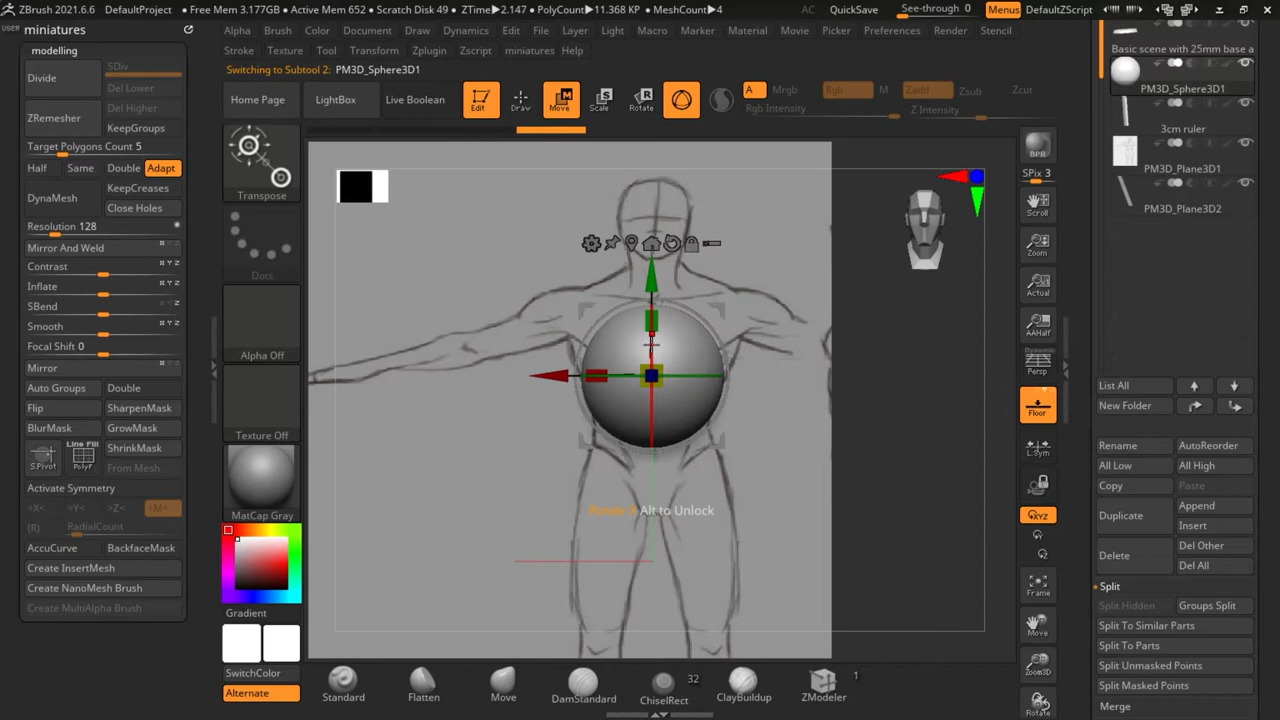 ZBrush 2021.6.6 DefaultProject • Free Mem 3.177GB • Active Mem 652 • Scratch Disk 49 • ZTime▸2.147 • PolyCount▸11.368 KP • MeshCount▸4 AC QuickSave See-through 0 Menus DefaultZScript
USER miniatures
Alpha Brush Color Document Draw Dynamics Edit File Layer Light Macro Marker Material Movie Picker Preferences Render Stencil
Stroke Texture Tool Transform Zplugin Zscript miniatures Help
Switching to Subtool 2: PM3D_Sphere3D1
modelling
Divide SDiv
Del Lower
Del Higher
ZRemesher
KeepGroups
Target Polygons Count 5
Half Same Double Adapt
KeepCreases
DynaMesh
Close Holes
Resolution 128
Mirror And Weld
Contrast
Inflate
SBend
Smooth
Focal Shift 0
Mirror
Auto Groups Double
Flip SharpenMask
BlurMask GrowMask
S.Pivot Line Fill PolyF ShrinkMask
From Mesh
Activate Symmetry
>X< >Y< >Z< >M<
(R) RadialCount
AccuCurve BackfaceMask
Create InsertMesh
Create NanoMesh Brush
Create MultiAlpha Brush
Home Page LightBox Live Boolean Edit Draw Move Scale Rotate
A Mrgb Rgb M Zadd Zsub Zcut
Rgb Intensity Z Intensity
Transpose
Dots
Alpha Off
Texture Off
MatCap Gray
Gradient
SwitchColor
Alternate
Rotate X Alt to Unlock
Standard Flatten Move DamStandard ChiselRect 32 ClayBuildup ZModeler 1
BPR
SPix 3
Scroll
Zoom
Actual
AAHalf
Dynamic
Persp
Floor
L.Sym
XYZ
Frame
Move
Zoom3D
Rotate
Basic scene with 25mm base a
PM3D_Sphere3D1
3cm ruler
PM3D_Plane3D1
PM3D_Plane3D2
List All
New Folder
Rename AutoReorder
All Low All High
Copy Paste
Duplicate Append
Insert
Delete Del Other
Del All
Split
Split Hidden Groups Split
Split To Similar Parts
Split To Parts
Split Unmasked Points
Split Masked Points
Merge